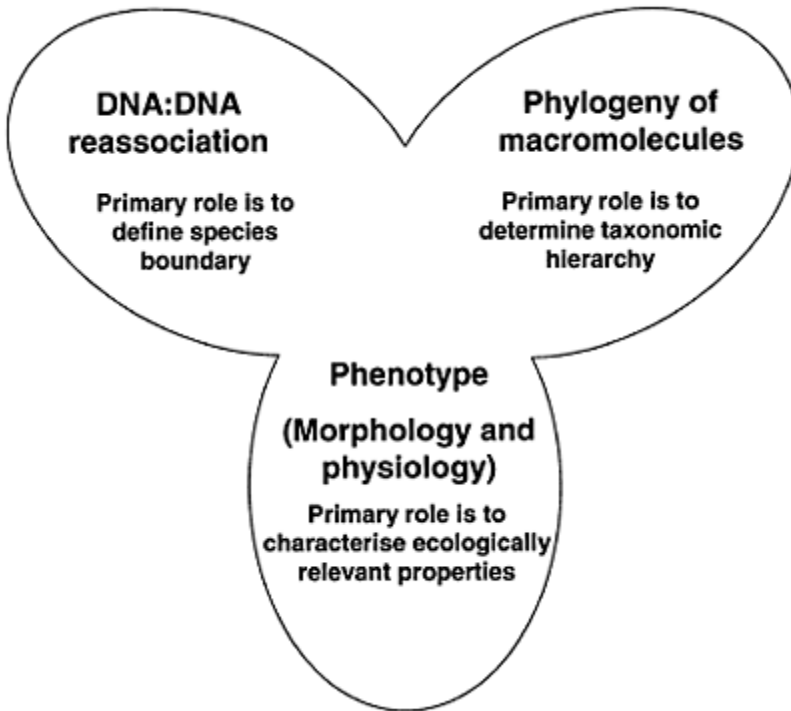 DNA:DNA
reassociation
Primary role is to
define species
boundary
Phylogeny of
macromolecules
Primary role is to
determine taxonomic
hierarchy
Phenotype
(Morphology and
physiology)
Primary role is to
characterise ecologically
relevant properties